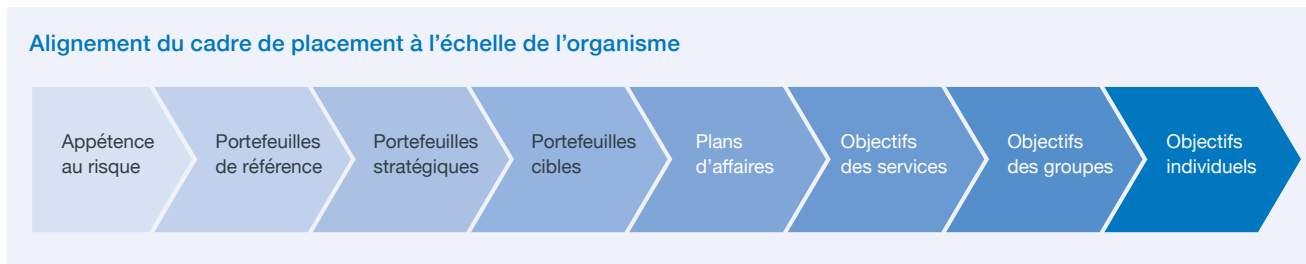 Alignement du cadre de placement à l’échelle de l’organisme
Appétence
au risque
Portefeuilles
de référence
Portefeuilles
stratégiques
Portefeuilles
cibles
Plans
d’affaires
Objectifs
des services
Objectifs
des groupes
Objectifs
individuels